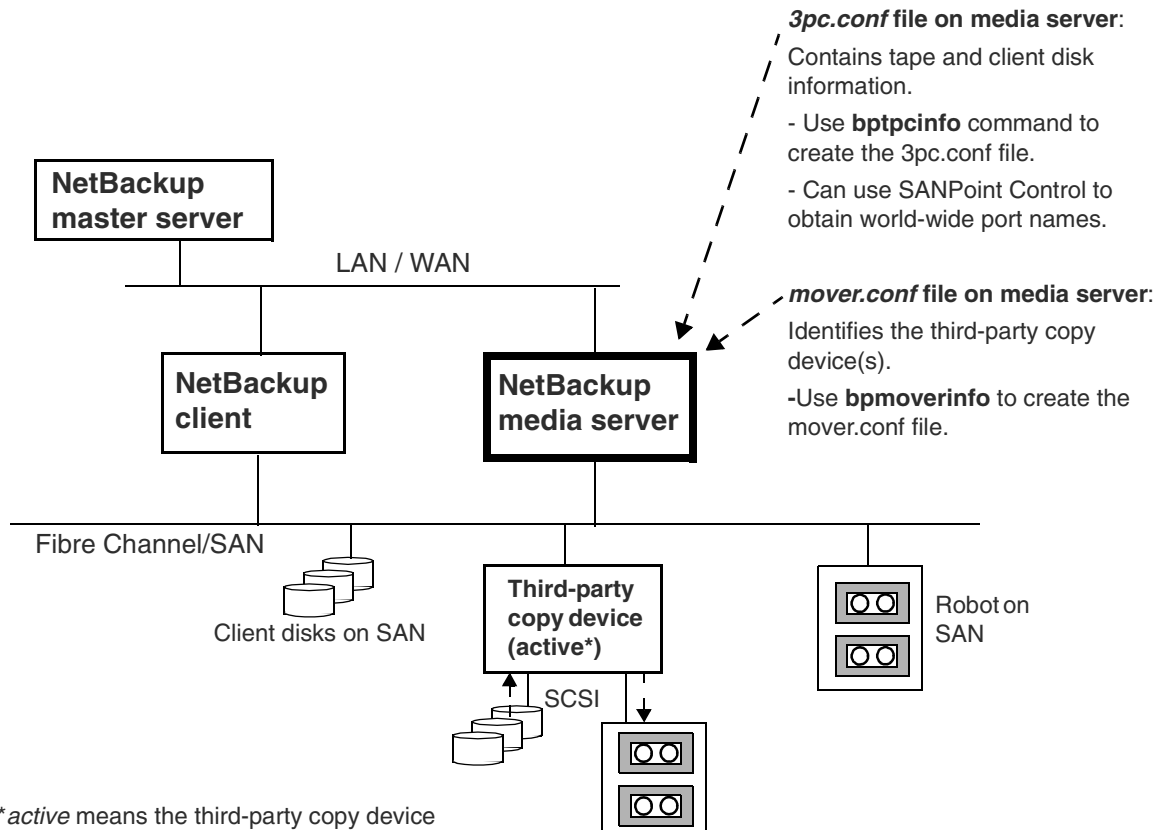 3pc.conf file on media server:
Contains tape and client disk
information.
- Use bptpcinfo command to
create the 3pc.conf file.
- Can use SANPoint Control to
obtain world-wide port names.
NetBackup
master server
LAN / WAN
mover.conf file on media server:
Identifies the third-party copy
device(s).
-Use bpmoverinfo to create the
mover.conf file.
NetBackup
client
NetBackup
media server
Fibre Channel/SAN
Client disks on SAN
Third-party
copy device
(active*)
Robot on
SAN
SCSI
*active means the third-party copy device